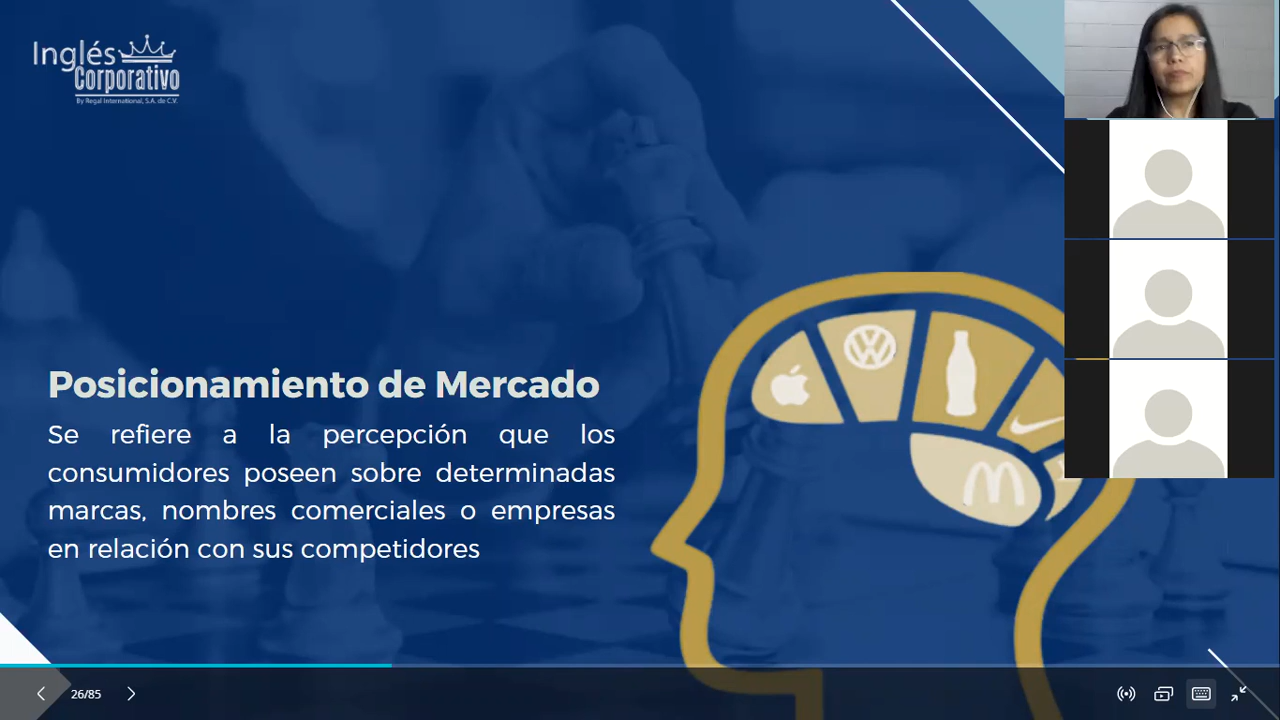 Inglés
Corporativo
By Regal International, S.A. de C.V.
Posicionamiento de Mercado
Se refiere a la percepción que los
consumidores poseen sobre determinadas
marcas, nombres comerciales o empresas
en relación con sus competidores
26/85